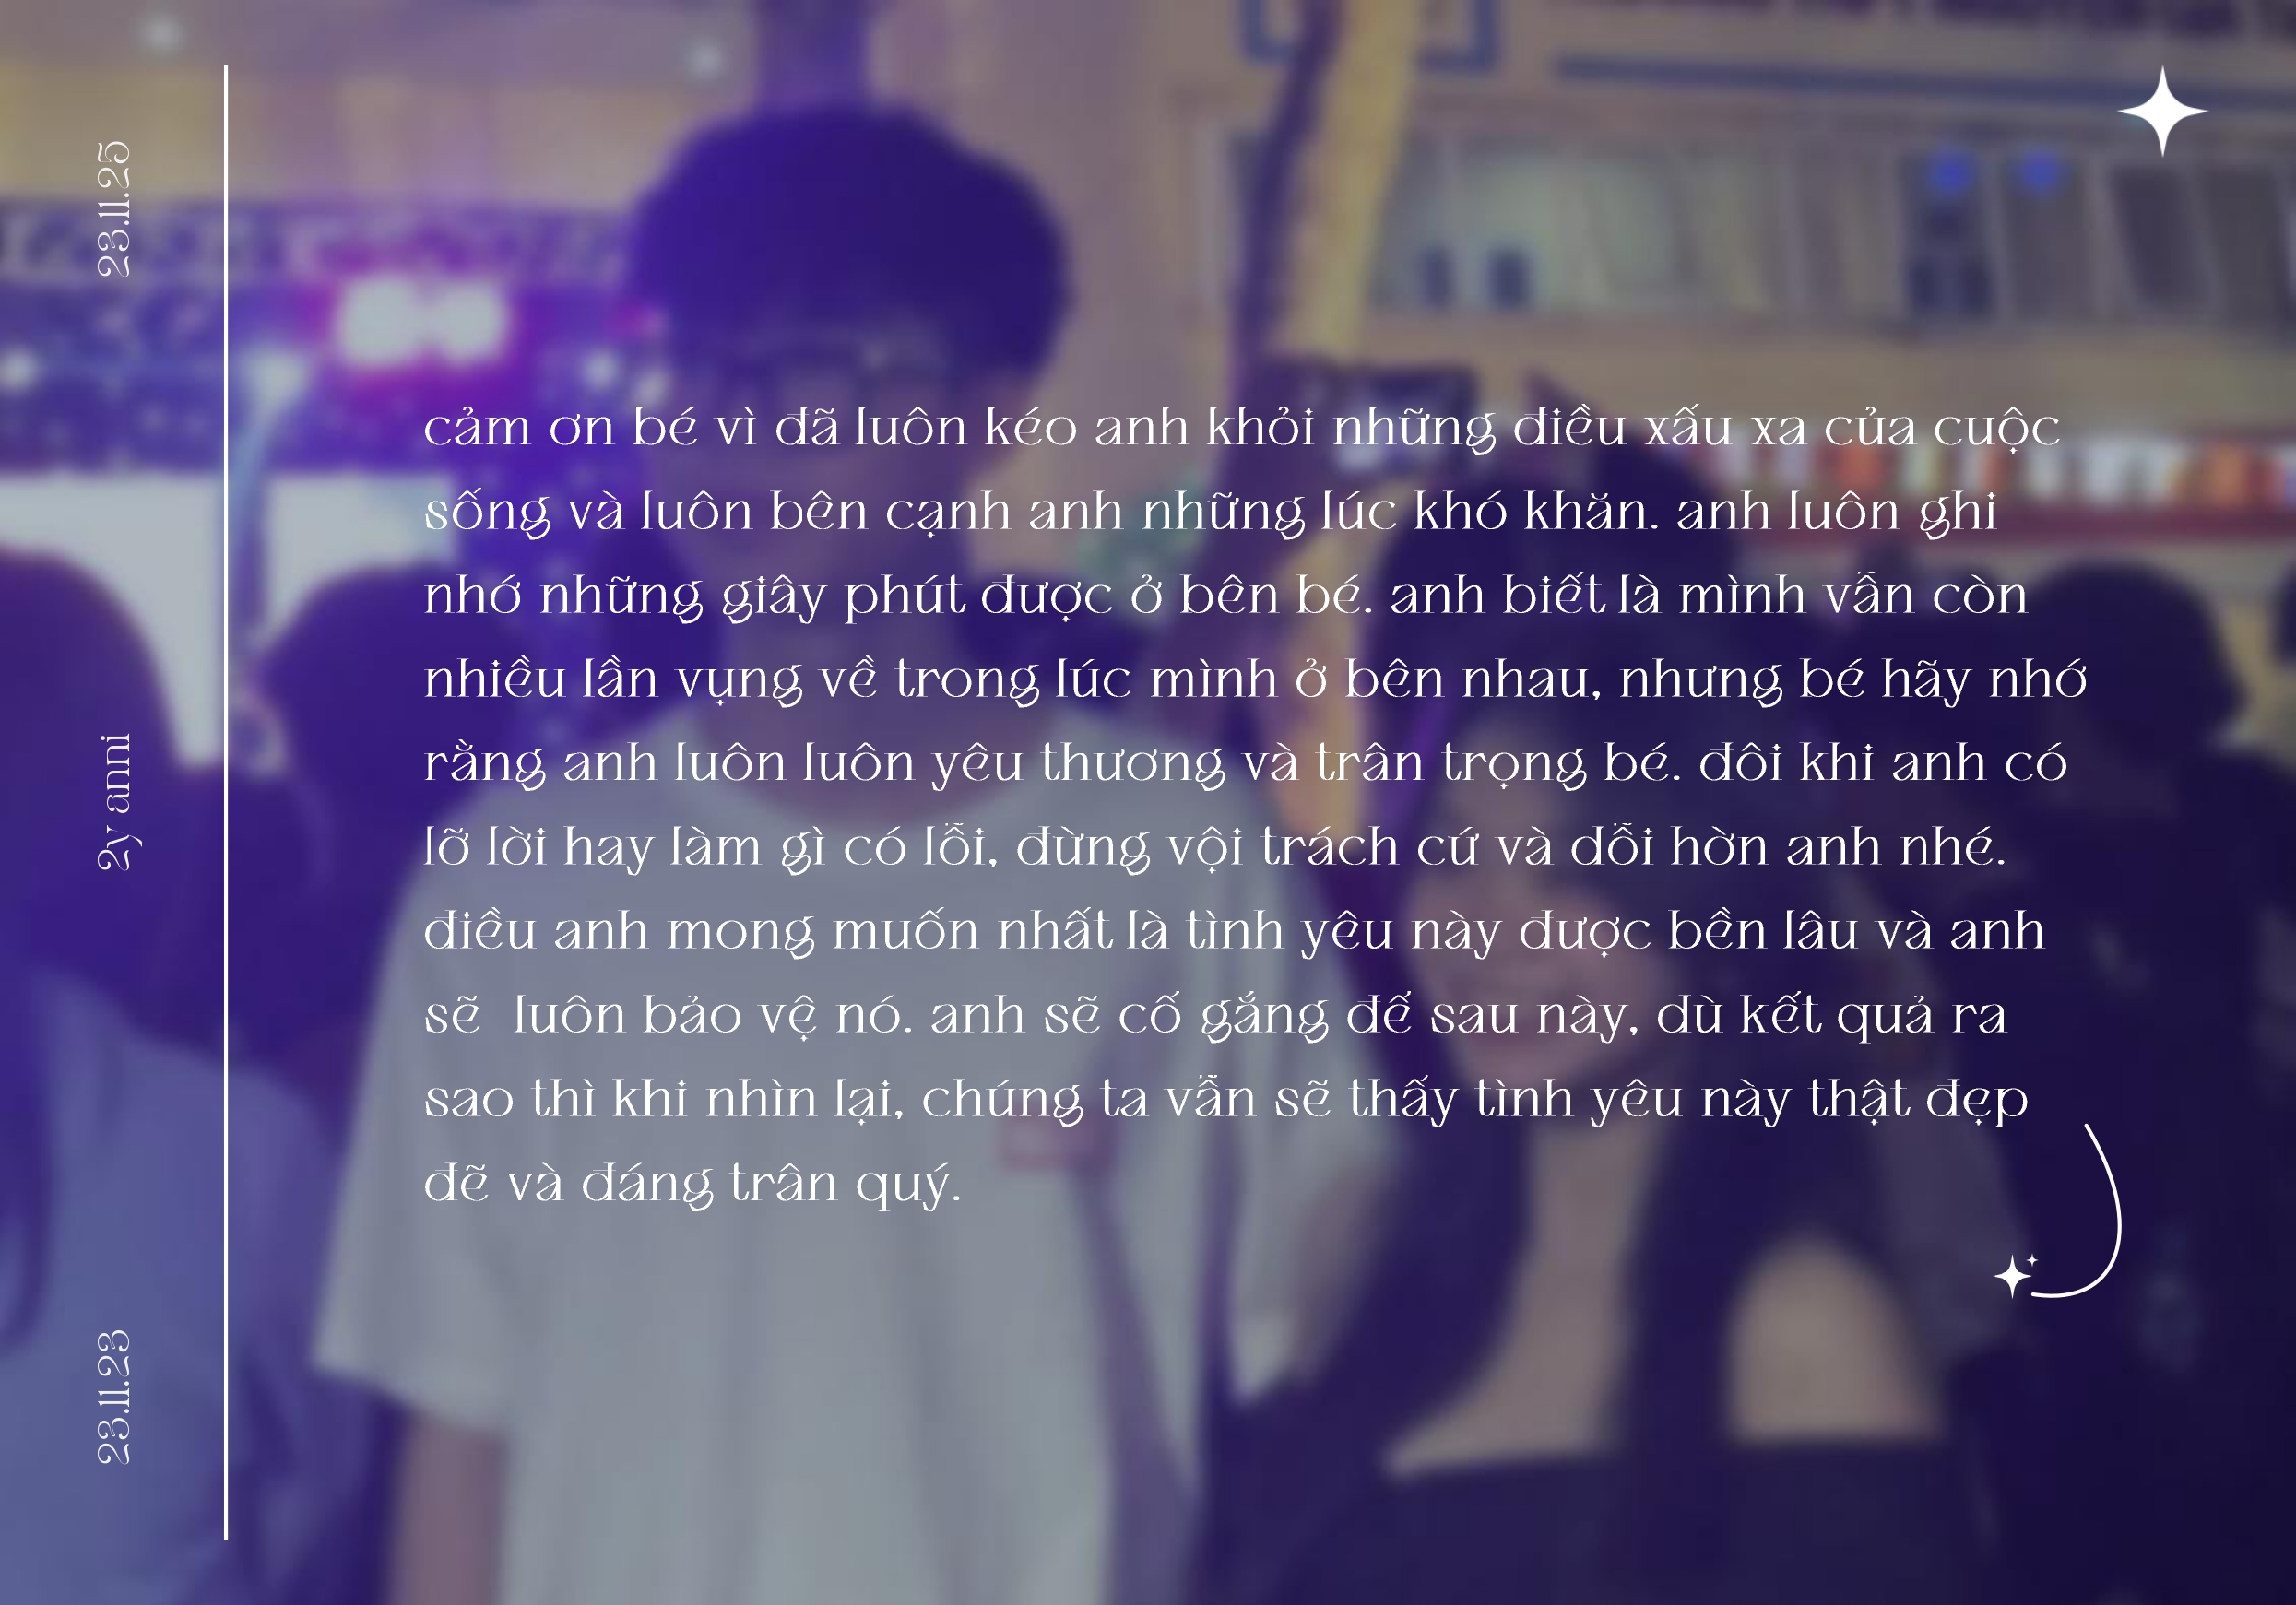 23.11.25
2y anni
23.11.23
cảm ơn bé vì đã luôn kéo anh khỏi những điều xấu xa của cuộc
sống và luôn bên cạnh anh những lúc khó khăn. anh luôn ghi
nhớ những giây phút được ở bên bé. anh biết là mình vẫn còn
nhiều lần vụng về trong lúc mình ở bên nhau, nhưng bé hãy nhớ
rằng anh luôn luôn yêu thương và trân trọng bé. đôi khi anh có
lỡ lời hay làm gì có lỗi, đừng vội trách cứ và dỗi hờn anh nhé.
điều anh mong muốn nhất là tình yêu này được bền lâu và anh
sẽ luôn bảo vệ nó. anh sẽ cố gắng để sau này, dù kết quả ra
sao thì khi nhìn lại, chúng ta vẫn sẽ thấy tình yêu này thật đẹp
đẽ và đáng trân quý.